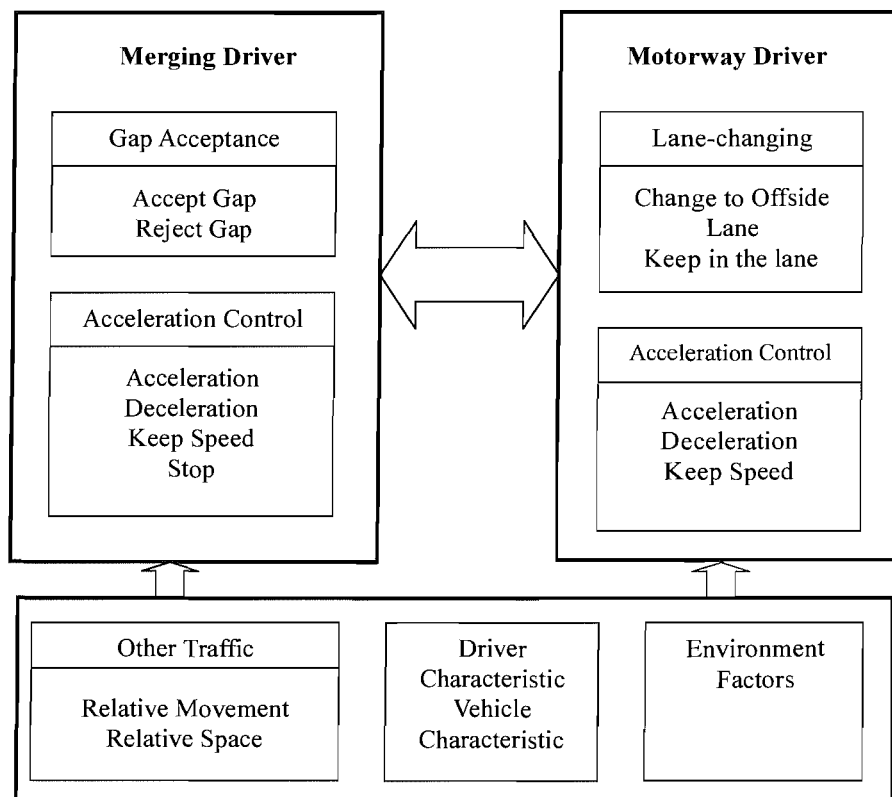 Merging Driver
Gap Acceptance
Accept Gap
Reject Gap
Acceleration Control
Acceleration
Deceleration
Keep Speed
Stop
Motorway Driver
Lane-changing
Change to Offside
Lane
Keep in the lane
Acceleration Control
Acceleration
Deceleration
Keep Speed
Other Traffic
Relative Movement
Relative Space
Driver
Characteristic
Vehicle
Characteristic
Environment
Factors